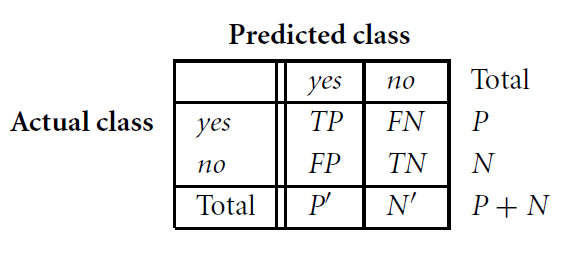 Predicted class
yes no Total
Actual class yes TP FN P
no FP TN N
Total P′ N′ P + N